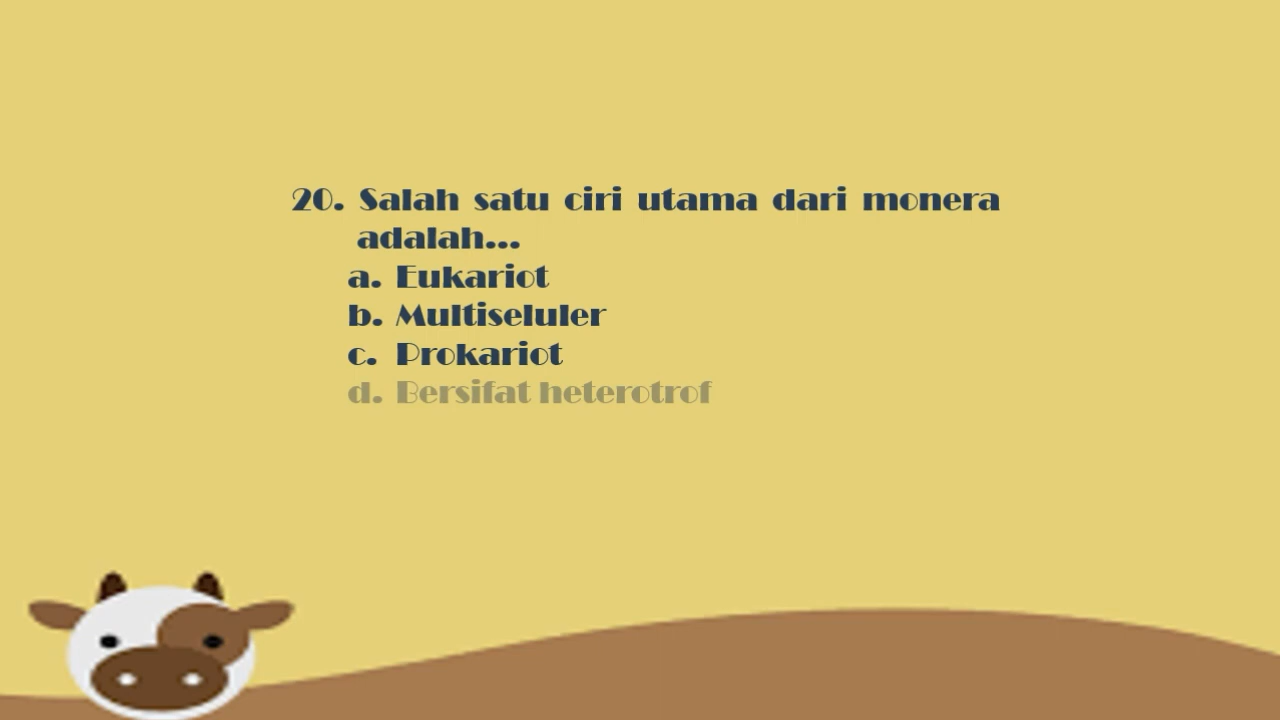 20. Salah satu ciri utama dari monera
adalah...
a. Eukariot
b. Multiseluler
c. Prokariot
d. Bersifat heterotrof